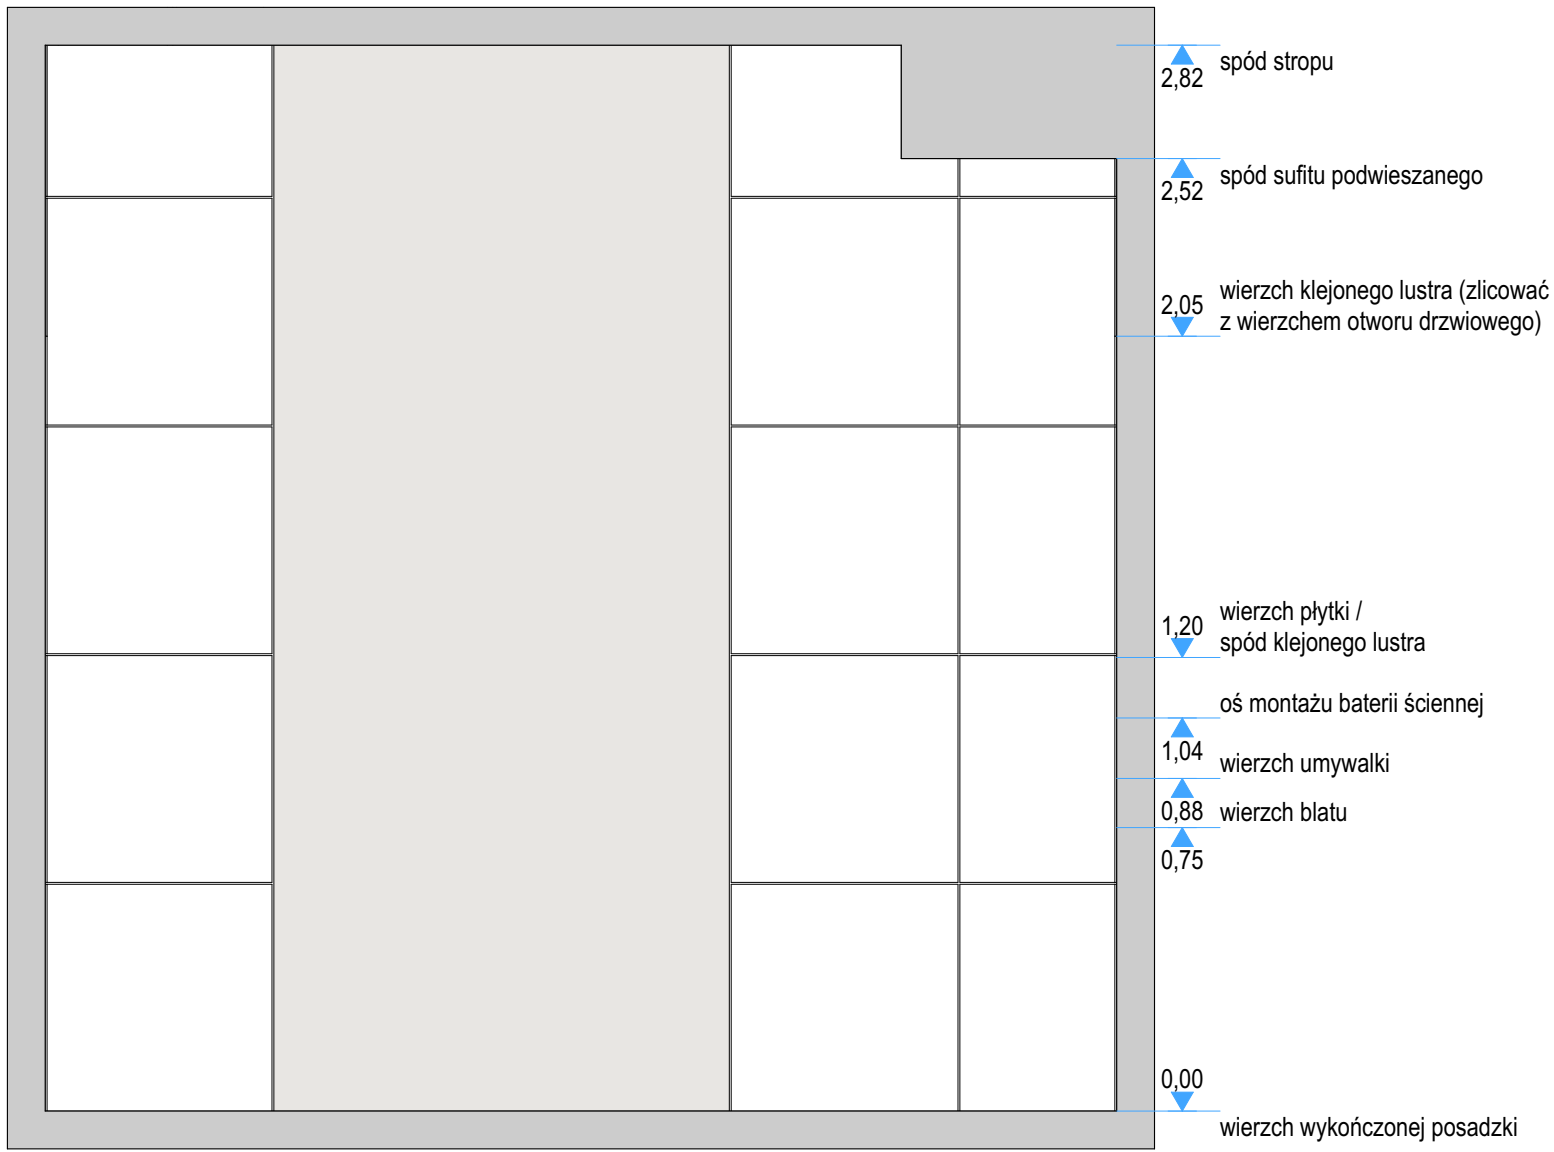 spód stropu
2,82
spód sufitu podwieszanego
2,52
wierzch klejonego lustra (zlicować
2,05
z wierzchem otworu drzwiowego)
wierzch płytki /
1,20
spód klejonego lustra
oś montażu baterii ściennej
1,04
wierzch umywalki
0,88
wierzch blatu
0,75
0,00
wierzch wykończonej posadzki